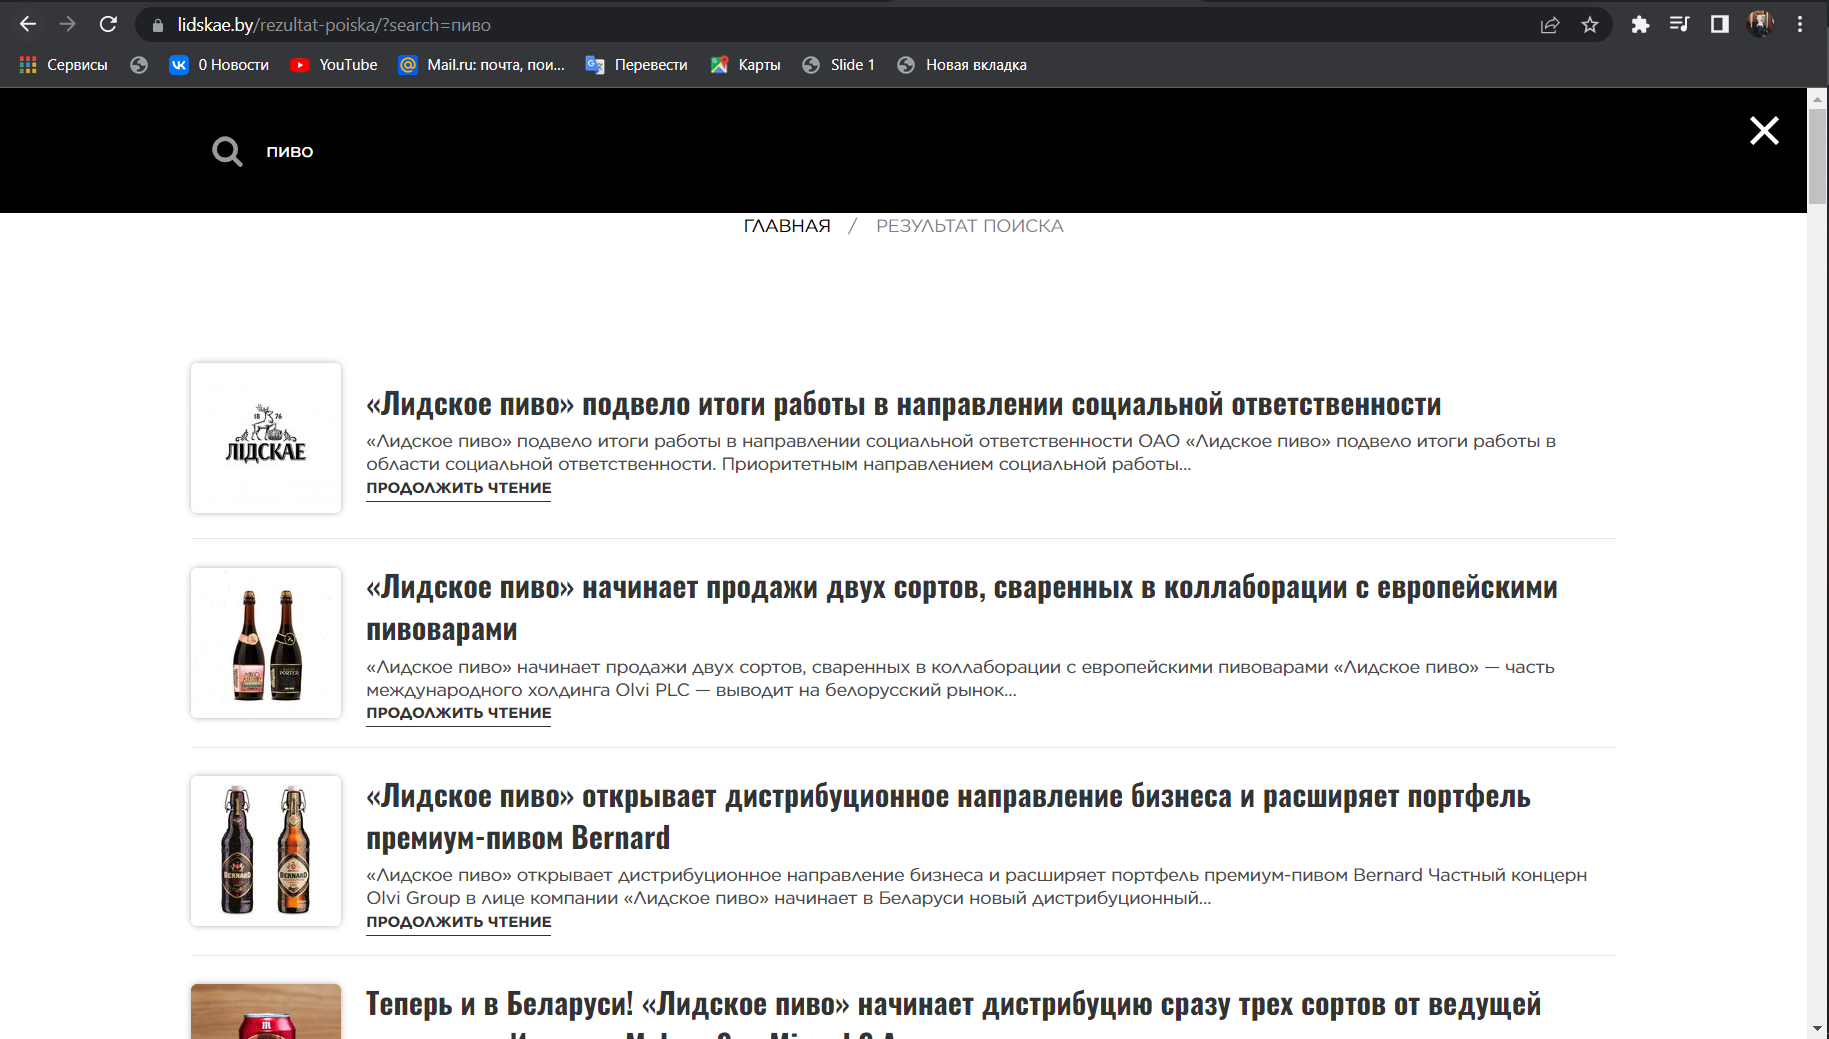 lidskae.by/rezultat-poiska/?search=пиво
Сервисы
0 Новости
YouTube
Mail.ru: почта, пои...
Перевести
Карты
Slide 1
Новая вкладка
ПИВО
ГЛАВНАЯ / РЕЗУЛЬТАТ ПОИСКА
18 76
ЛІДСКАЕ
«Лидское пиво» подвело итоги работы в направлении социальной ответственности
«Лидское пиво» подвело итоги работы в направлении социальной ответственности ОАО «Лидское пиво» подвело итоги работы в
области социальной ответственности. Приоритетным направлением социальной работы...
ПРОДОЛЖИТЬ ЧТЕНИЕ
«Лидское пиво» начинает продажи двух сортов, сваренных в коллаборации с европейскими
пивоварами
«Лидское пиво» начинает продажи двух сортов, сваренных в коллаборации с европейскими пивоварами «Лидское пиво» — часть
международного холдинга Olvi PLC — выводит на белорусский рынок...
ПРОДОЛЖИТЬ ЧТЕНИЕ
BERNARD
BERNARD
«Лидское пиво» открывает дистрибуционное направление бизнеса и расширяет портфель
премиум-пивом Bernard
«Лидское пиво» открывает дистрибуционное направление бизнеса и расширяет портфель премиум-пивом Bernard Частный концерн
Olvi Group в лице компании «Лидское пиво» начинает в Беларуси новый дистрибуционный...
ПРОДОЛЖИТЬ ЧТЕНИЕ
Теперь и в Беларуси! «Лидское пиво» начинает дистрибуцию сразу трех сортов от ведущей